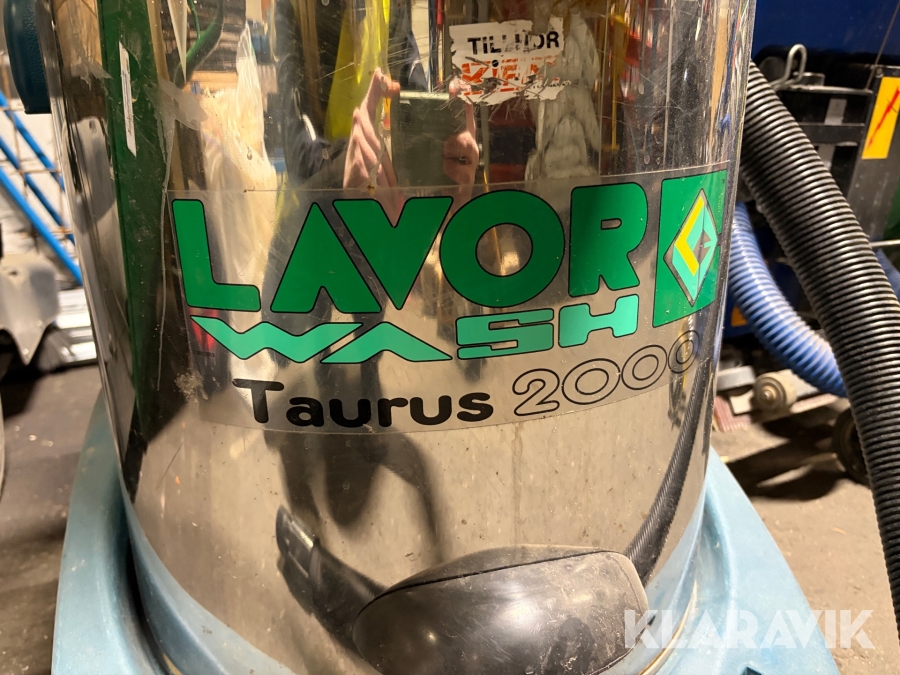 TILLHÖR
LAVOR
WASH
Taurus 2000
KLARAVIK